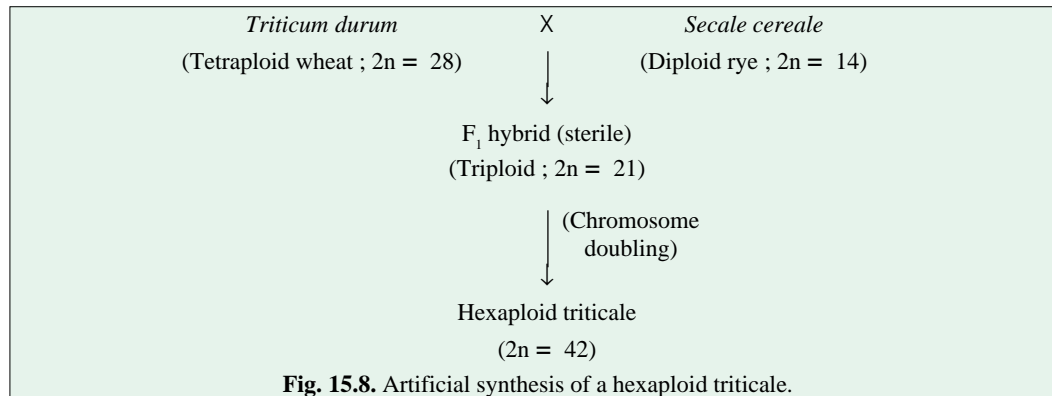 Triticum durum X Secale cereale
(Tetraploid wheat ; 2n = 28) (Diploid rye ; 2n = 14)
F1 hybrid (sterile)
(Triploid ; 2n = 21)
(Chromosome
doubling)
Hexaploid triticale
(2n = 42)
Fig. 15.8. Artificial synthesis of a hexaploid triticale.